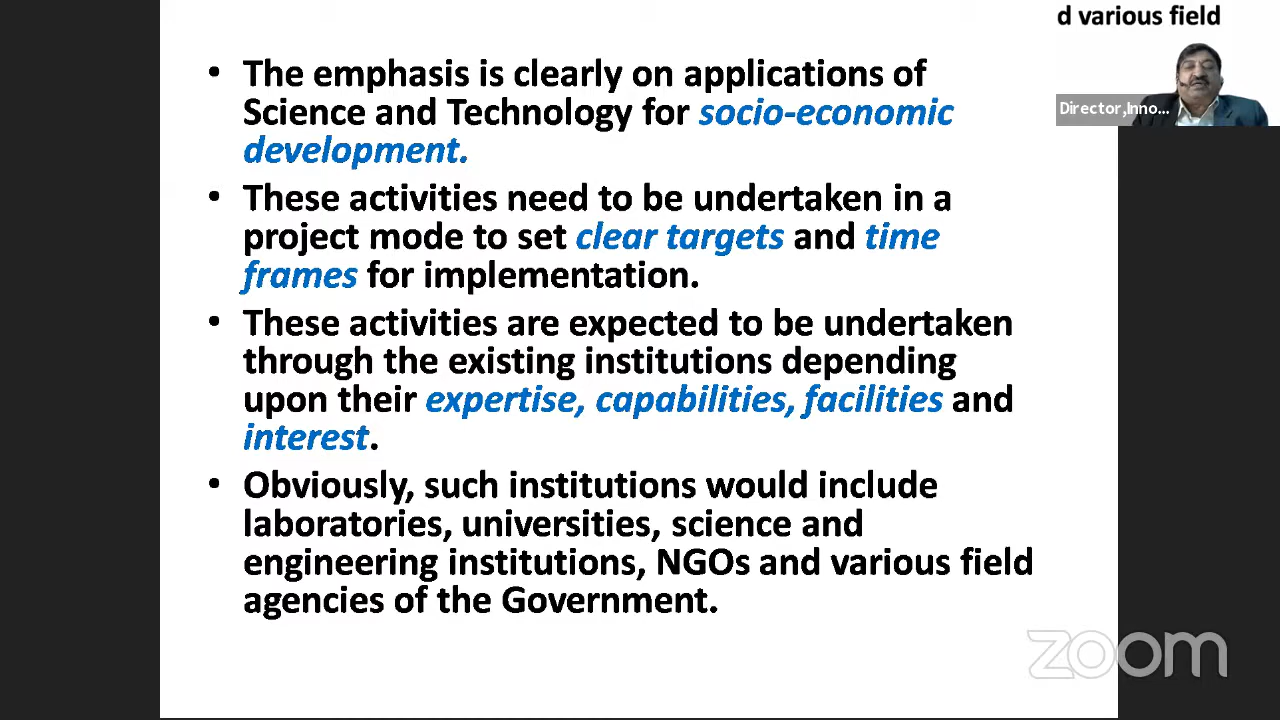 d various field
Director,Inno...
• The emphasis is clearly on applications of
Science and Technology for socio-economic
development.
• These activities need to be undertaken in a
project mode to set clear targets and time
frames for implementation.
• These activities are expected to be undertaken
through the existing institutions depending
upon their expertise, capabilities, facilities and
interest.
• Obviously, such institutions would include
laboratories, universities, science and
engineering institutions, NGOs and various field
agencies of the Government.
zoom